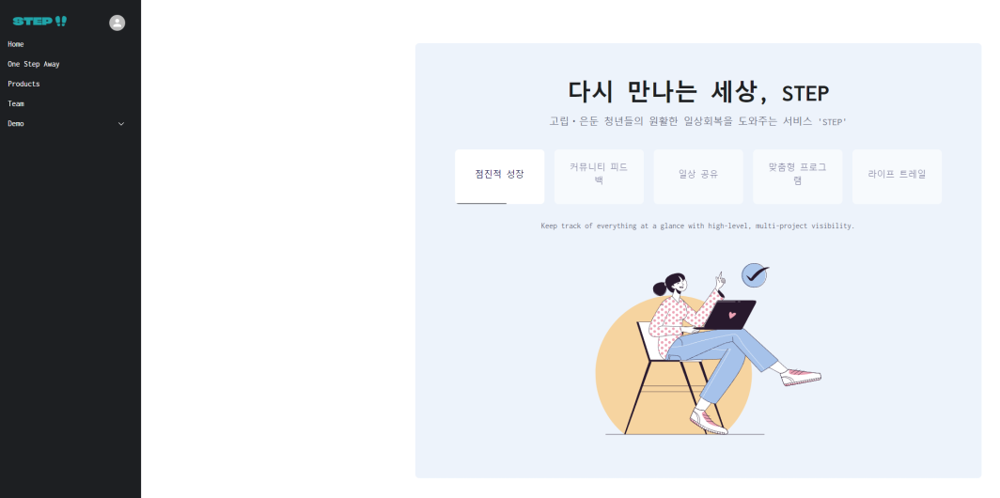 STEP!!
Home
One Step Away
Products
Team
Demo
다시 만나는 세상, STEP
고립·은둔 청년들의 원활한 일상회복을 도와주는 서비스 'STEP'
점진적 성장
커뮤니티 피드
백
일상 공유
맞춤형 프로그
램
라이프 트레일
Keep track of everything at a glance with high-level, multi-project visibility.